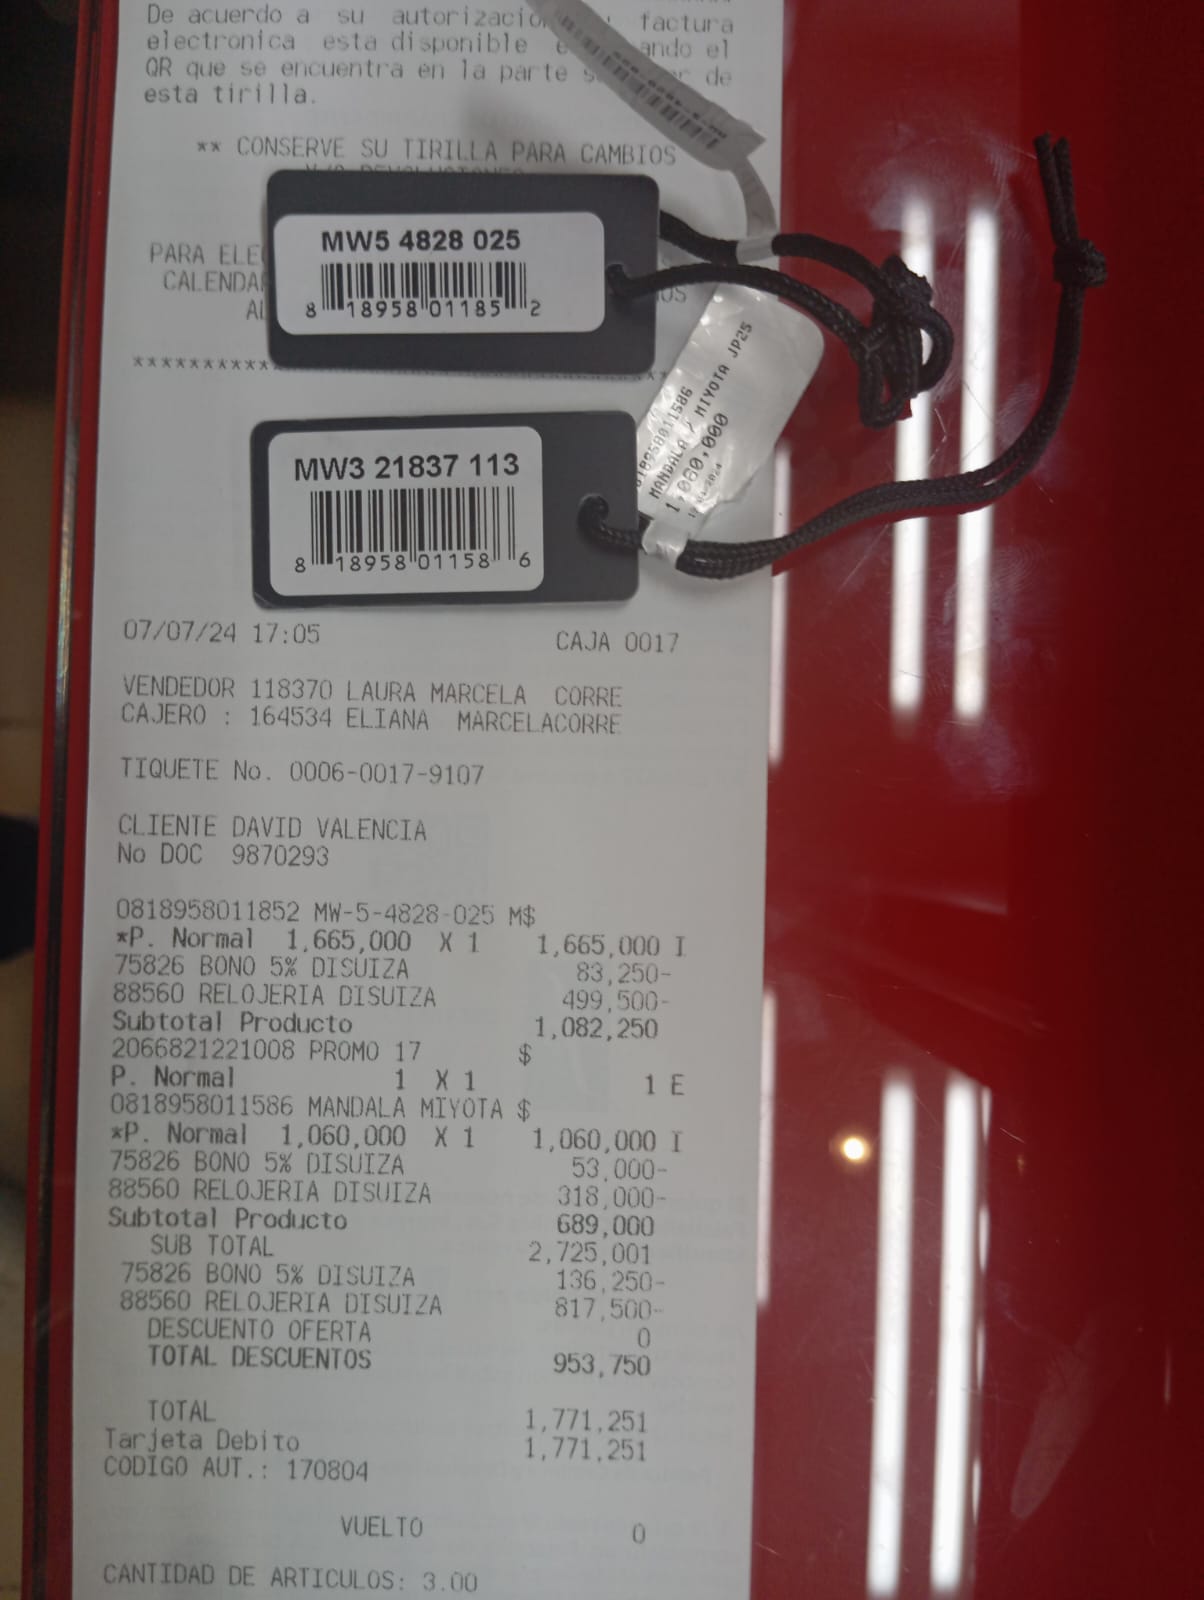 De acuerdo a su autorizacion factura
electronica esta disponible ando el
QR que se encuentra en la parte de
esta tirilla.
** CONSERVE SU TIRILLA PARA CAMBIOS
MW5 4828 025
8 18958 01185 2
PARA ELE
CALENDA
AL
***********
MW3 21837 113
8 18958 01158 6
818958011586
MANDALA / MIYOTA JP25
1,060,000
07/07/24 17:05 CAJA 0017
VENDEDOR 118370 LAURA MARCELA CORRE
CAJERO : 164534 ELIANA MARCELACORRE
TIQUETE No. 0006-0017-9107
CLIENTE DAVID VALENCIA
No DOC 9870293
0818958011852 MW-5-4828-025 M$
*P. Normal 1,665,000 X 1 1,665,000 I
75826 BONO 5% DISUIZA 83,250-
88560 RELOJERIA DISUIZA 499,500-
Subtotal Producto 1,082,250
2066821221008 PROMO 17 $
P. Normal 1 X 1 1 E
0818958011586 MANDALA MIYOTA $
*P. Normal 1,060,000 X 1 1,060,000 I
75826 BONO 5% DISUIZA 53,000-
88560 RELOJERIA DISUIZA 318,000-
Subtotal Producto 689,000
SUB TOTAL 2,725,001
75826 BONO 5% DISUIZA 136,250-
88560 RELOJERIA DISUIZA 817,500-
DESCUENTO OFERTA 0
TOTAL DESCUENTOS 953,750
TOTAL 1,771,251
Tarjeta Debito 1,771,251
CODIGO AUT.: 170804
VUELTO 0
CANTIDAD DE ARTICULOS: 3.00